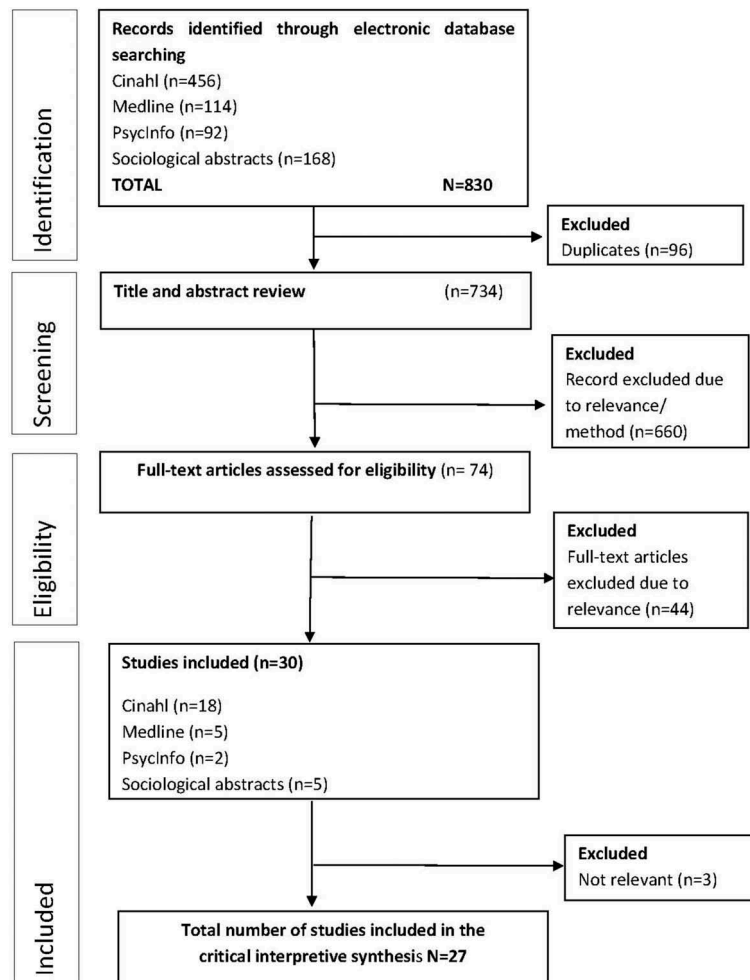 Identification
Records identified through electronic database
searching
Cinahl (n=456)
Medline (n=114)
PsycInfo (n=92)
Sociological abstracts (n=168)
TOTAL N=830
Excluded
Duplicates (n=96)
Screening
Title and abstract review (n=734)
Excluded
Record excluded due
to relevance/
method (n=660)
Eligibility
Full-text articles assessed for eligibility (n= 74)
Excluded
Full-text articles
excluded due to
relevance (n=44)
Included
Studies included (n=30)
Cinahl (n=18)
Medline (n=5)
PsycInfo (n=2)
Sociological abstracts (n=5)
Excluded
Not relevant (n=3)
Total number of studies included in the
critical interpretive synthesis N=27